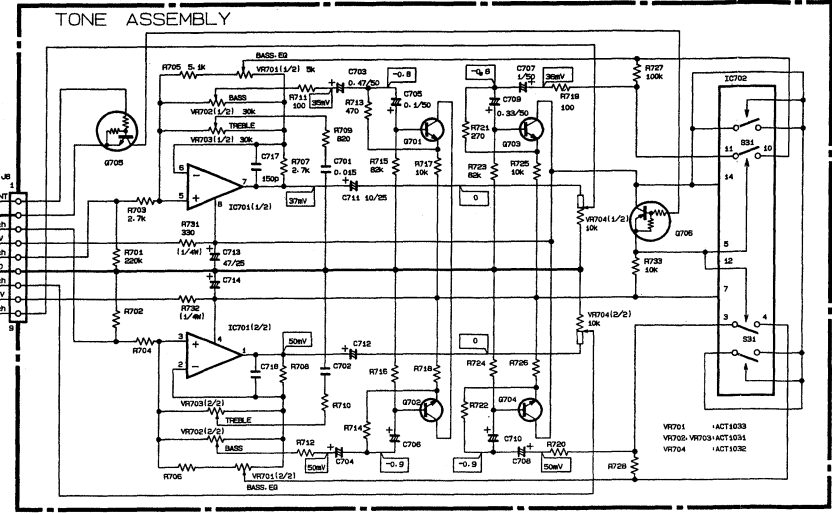 TONE ASSEMBLY
BASS.EQ
R705 5.1k
VR701(1/2) 5k
C703
0.47/50
-0.8
-0.8
C707
1/50
36mV
R727
100k
IC702
BASS
VR702(1/2) 30k
R711
100
35mV
R713
470
C705
0.1/50
C709
0.33/50
R719
100
TREBLE
VR703(1/2) 30k
R709
820
Q701
R721
270
Q703
Q705
C717
150p
R707
2.7k
C701
0.015
R715
82k
R717
10k
R723
82k
R725
10k
11
S31
10
14
J8
1
6
5
7
IC701(1/2)
37mV
C711 10/25
0
VR704(1/2)
10k
Q706
R703
2.7k
8
R731
330
(1/4W)
C713
47/25
5
12
R701
220k
C714
R733
10k
7
R702
R732
(1/4W)
4
VR704(2/2)
10k
3
4
S31
9
IC701(2/2)
50mV
C712
0
R704
3
2
1
C718
R708
C702
R716
R718
R724
R726
VR703(2/2)
TREBLE
R710
Q702
R722
Q704
VR702(2/2)
BASS
R714
C706
C710
R712
C704
-0.9
-0.9
C708
R720
50mV
50mV
R728
R706
VR701(2/2)
BASS.EQ
VR701 :ACT1033
VR702, VR703:ACT1031
VR704 :ACT1032